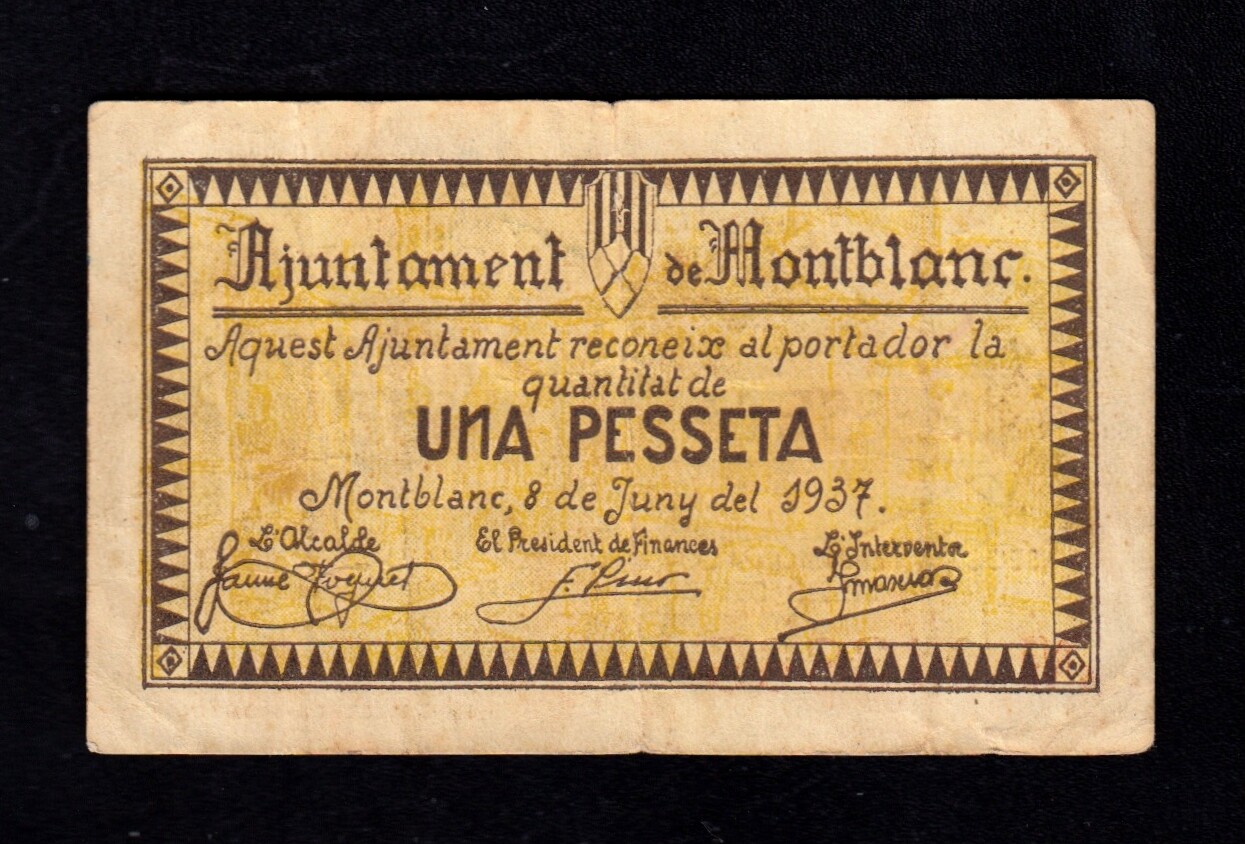 Ajuntament de Montblanc.
Aquest Ajuntament reconeix al portador la
quantitat de
UNA PESSETA
Montblanc, 8 de Juny del 1937.
L'Alcalde El President de Finances L'Interventor
Jaume